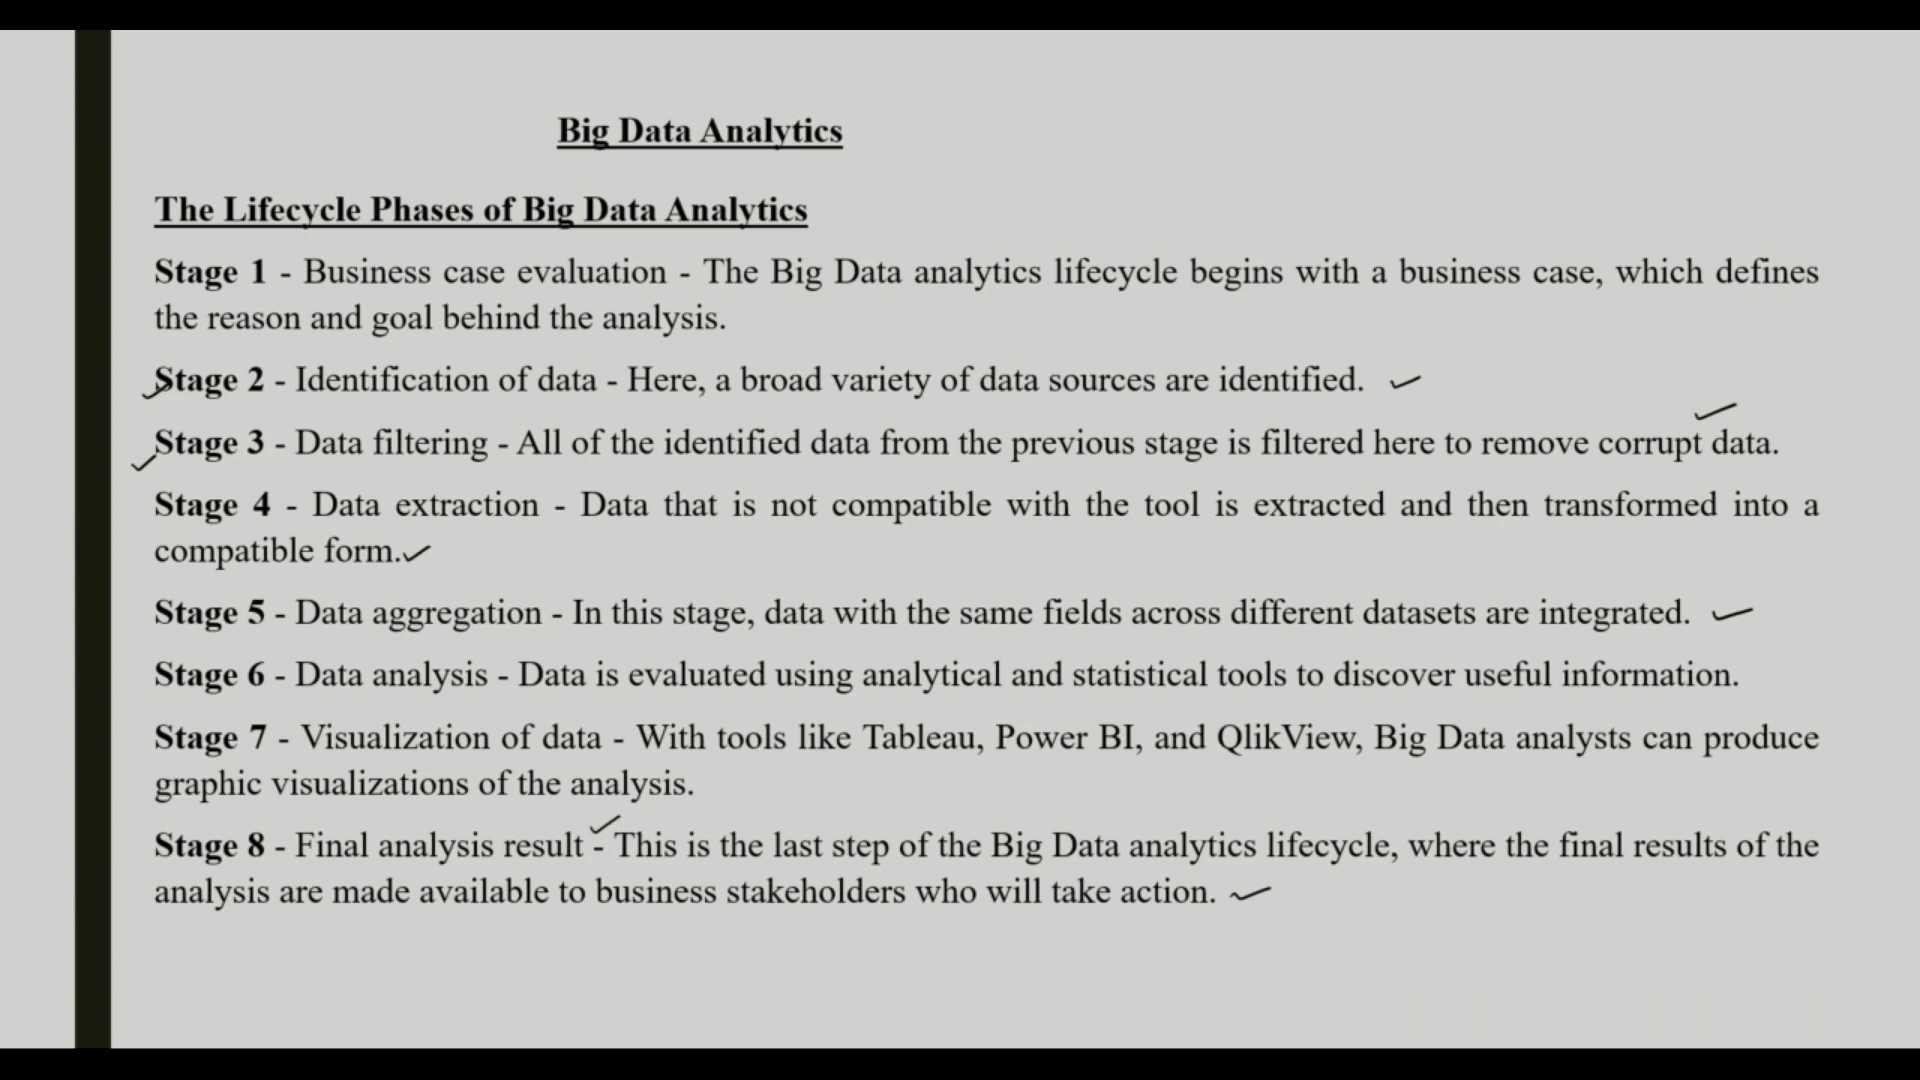 Big Data Analytics
The Lifecycle Phases of Big Data Analytics
Stage 1 - Business case evaluation - The Big Data analytics lifecycle begins with a business case, which defines
the reason and goal behind the analysis.
Stage 2 - Identification of data - Here, a broad variety of data sources are identified.
Stage 3 - Data filtering - All of the identified data from the previous stage is filtered here to remove corrupt data.
Stage 4 - Data extraction - Data that is not compatible with the tool is extracted and then transformed into a
compatible form.
Stage 5 - Data aggregation - In this stage, data with the same fields across different datasets are integrated.
Stage 6 - Data analysis - Data is evaluated using analytical and statistical tools to discover useful information.
Stage 7 - Visualization of data - With tools like Tableau, Power BI, and QlikView, Big Data analysts can produce
graphic visualizations of the analysis.
Stage 8 - Final analysis result - This is the last step of the Big Data analytics lifecycle, where the final results of the
analysis are made available to business stakeholders who will take action.